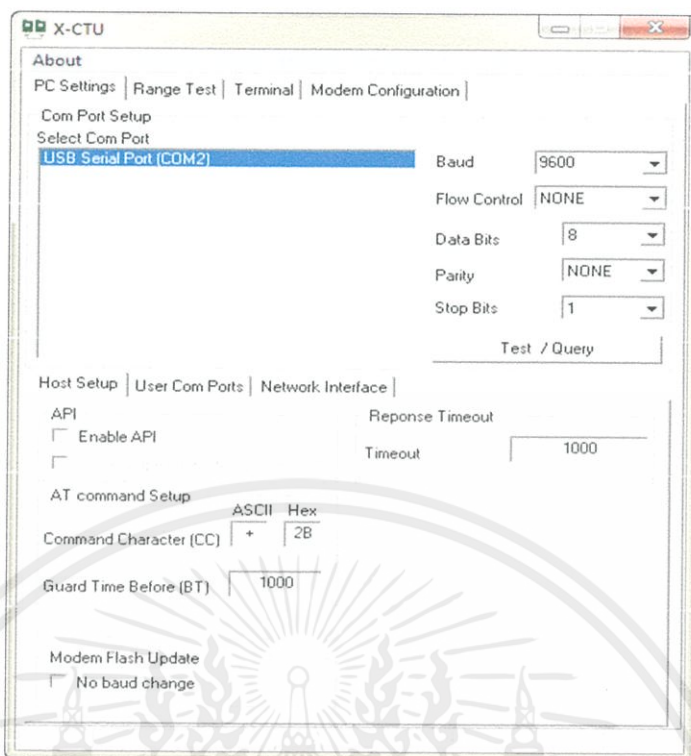 X-CTU
About
PC Settings Range Test Terminal Modem Configuration
Com Port Setup
Select Com Port
USB Serial Port (COM2)
Baud 9600
Flow Control NONE
Data Bits 8
Parity NONE
Stop Bits 1
Test / Query
Host Setup User Com Ports Network Interface
API
Enable API
Reponse Timeout
Timeout 1000
AT command Setup
ASCII Hex
Command Character (CC) + 2B
Guard Time Before (BT) 1000
Modem Flash Update
No baud change